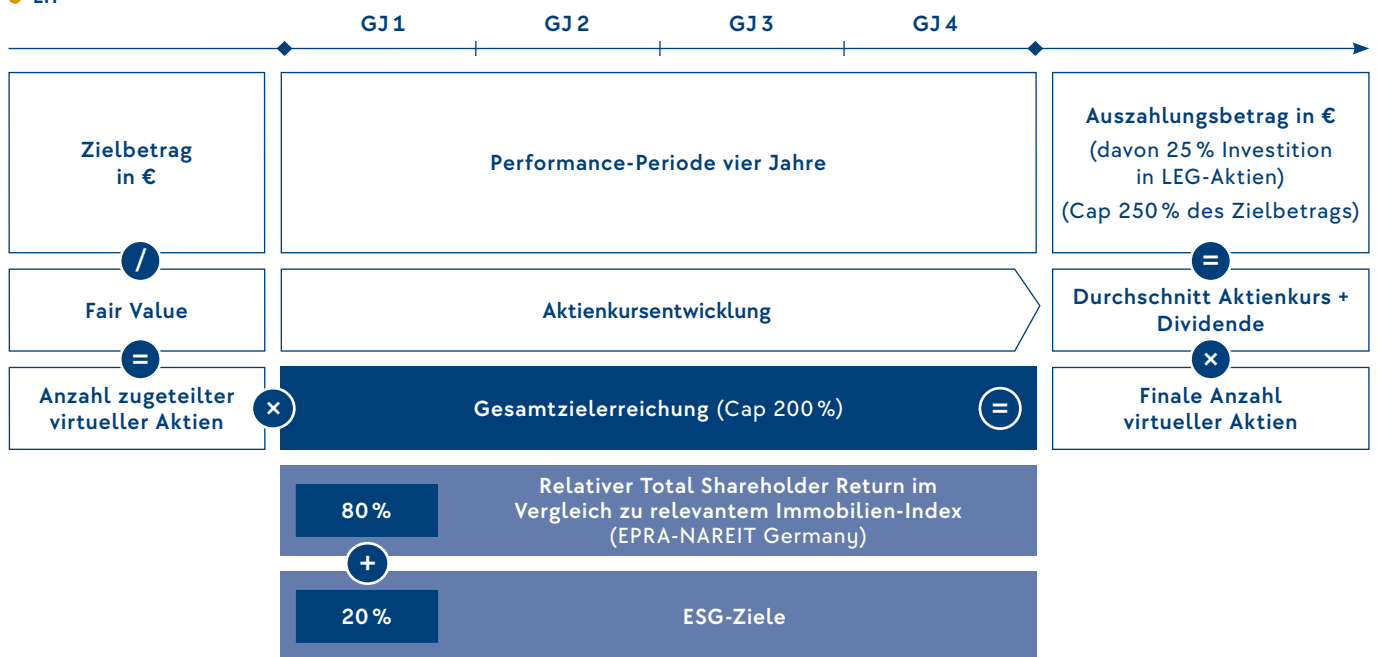 GJ 1 GJ 2 GJ 3 GJ 4
Zielbetrag
in €
/
Fair Value
=
Anzahl zugeteilter
virtueller Aktien
×
Performance-Periode vier Jahre
Aktienkursentwicklung
Gesamtzielerreichung (Cap 200 %)
=
80 %
Relativer Total Shareholder Return im
Vergleich zu relevantem Immobilien-Index
(EPRA-NAREIT Germany)
+
20 %
ESG-Ziele
Auszahlungsbetrag in €
(davon 25 % Investition
in LEG-Aktien)
(Cap 250 % des Zielbetrags)
=
Durchschnitt Aktienkurs +
Dividende
×
Finale Anzahl
virtueller Aktien